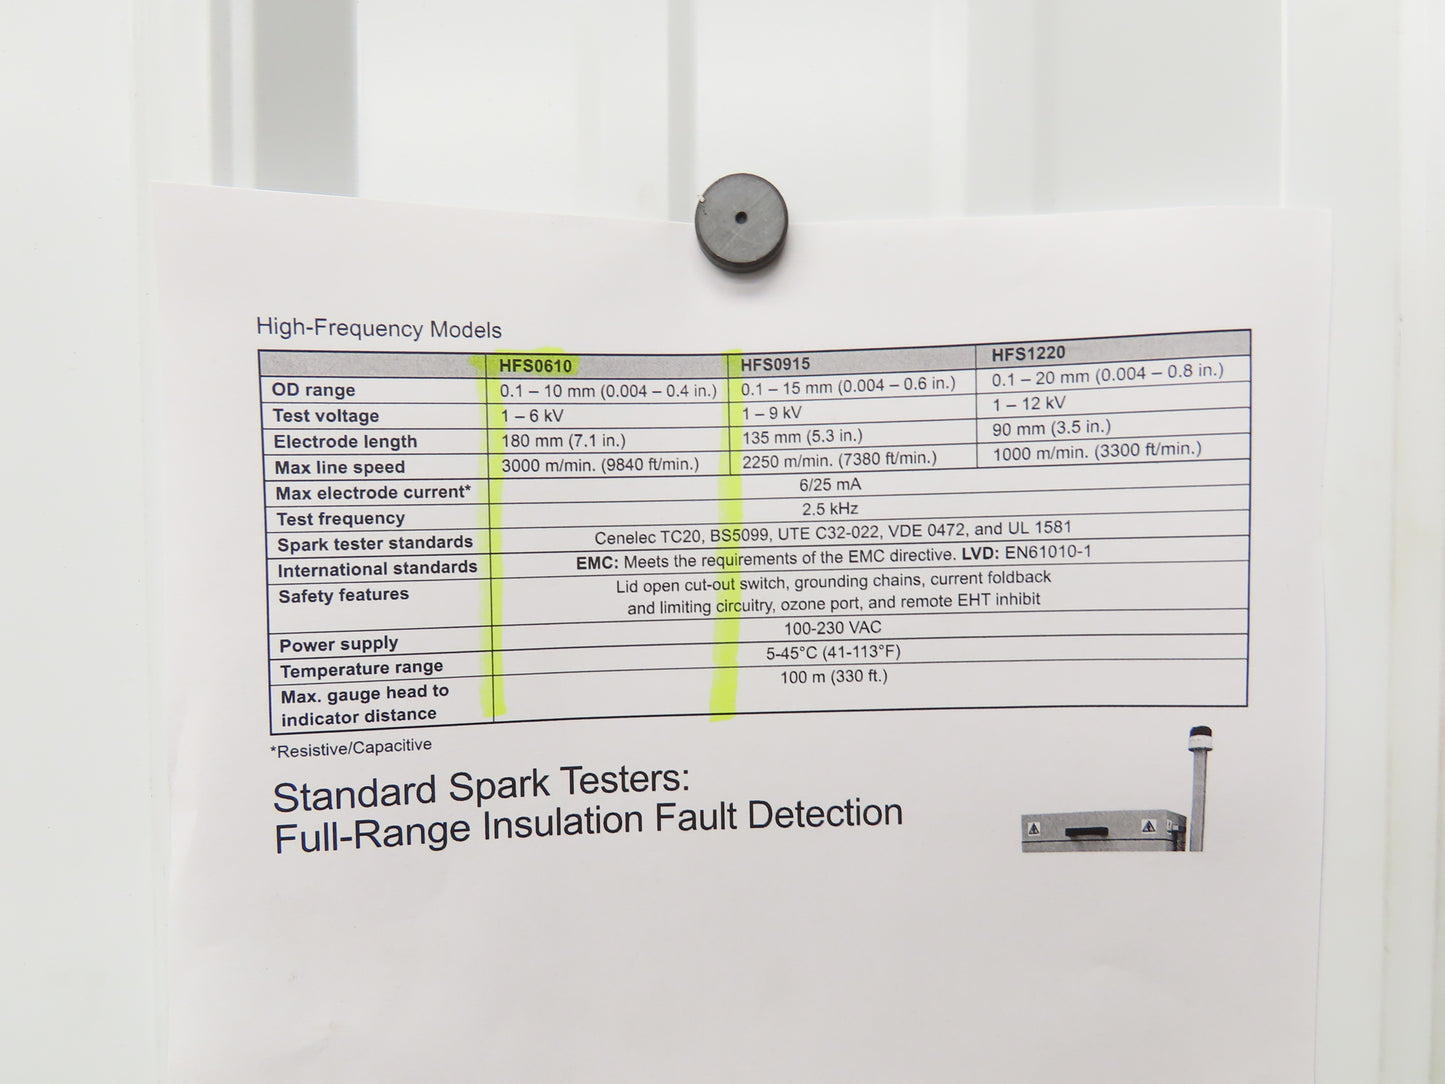 High-Frequency Models
HFS0610 HFS0915 HFS1220
OD range 0.1 – 10 mm (0.004 – 0.4 in.) 0.1 – 15 mm (0.004 – 0.6 in.) 0.1 – 20 mm (0.004 – 0.8 in.)
Test voltage 1 – 6 kV 1 – 9 kV 1 – 12 kV
Electrode length 180 mm (7.1 in.) 135 mm (5.3 in.) 90 mm (3.5 in.)
Max line speed 3000 m/min. (9840 ft/min.) 2250 m/min. (7380 ft/min.) 1000 m/min. (3300 ft/min.)
Max electrode current* 6/25 mA
Test frequency 2.5 kHz
Spark tester standards Cenelec TC20, BS5099, UTE C32-022, VDE 0472, and UL 1581
International standards EMC: Meets the requirements of the EMC directive. LVD: EN61010-1
Safety features Lid open cut-out switch, grounding chains, current foldback
and limiting circuitry, ozone port, and remote EHT inhibit
Power supply 100-230 VAC
Temperature range 5-45°C (41-113°F)
Max. gauge head to 100 m (330 ft.)
indicator distance
*Resistive/Capacitive
Standard Spark Testers:
Full-Range Insulation Fault Detection